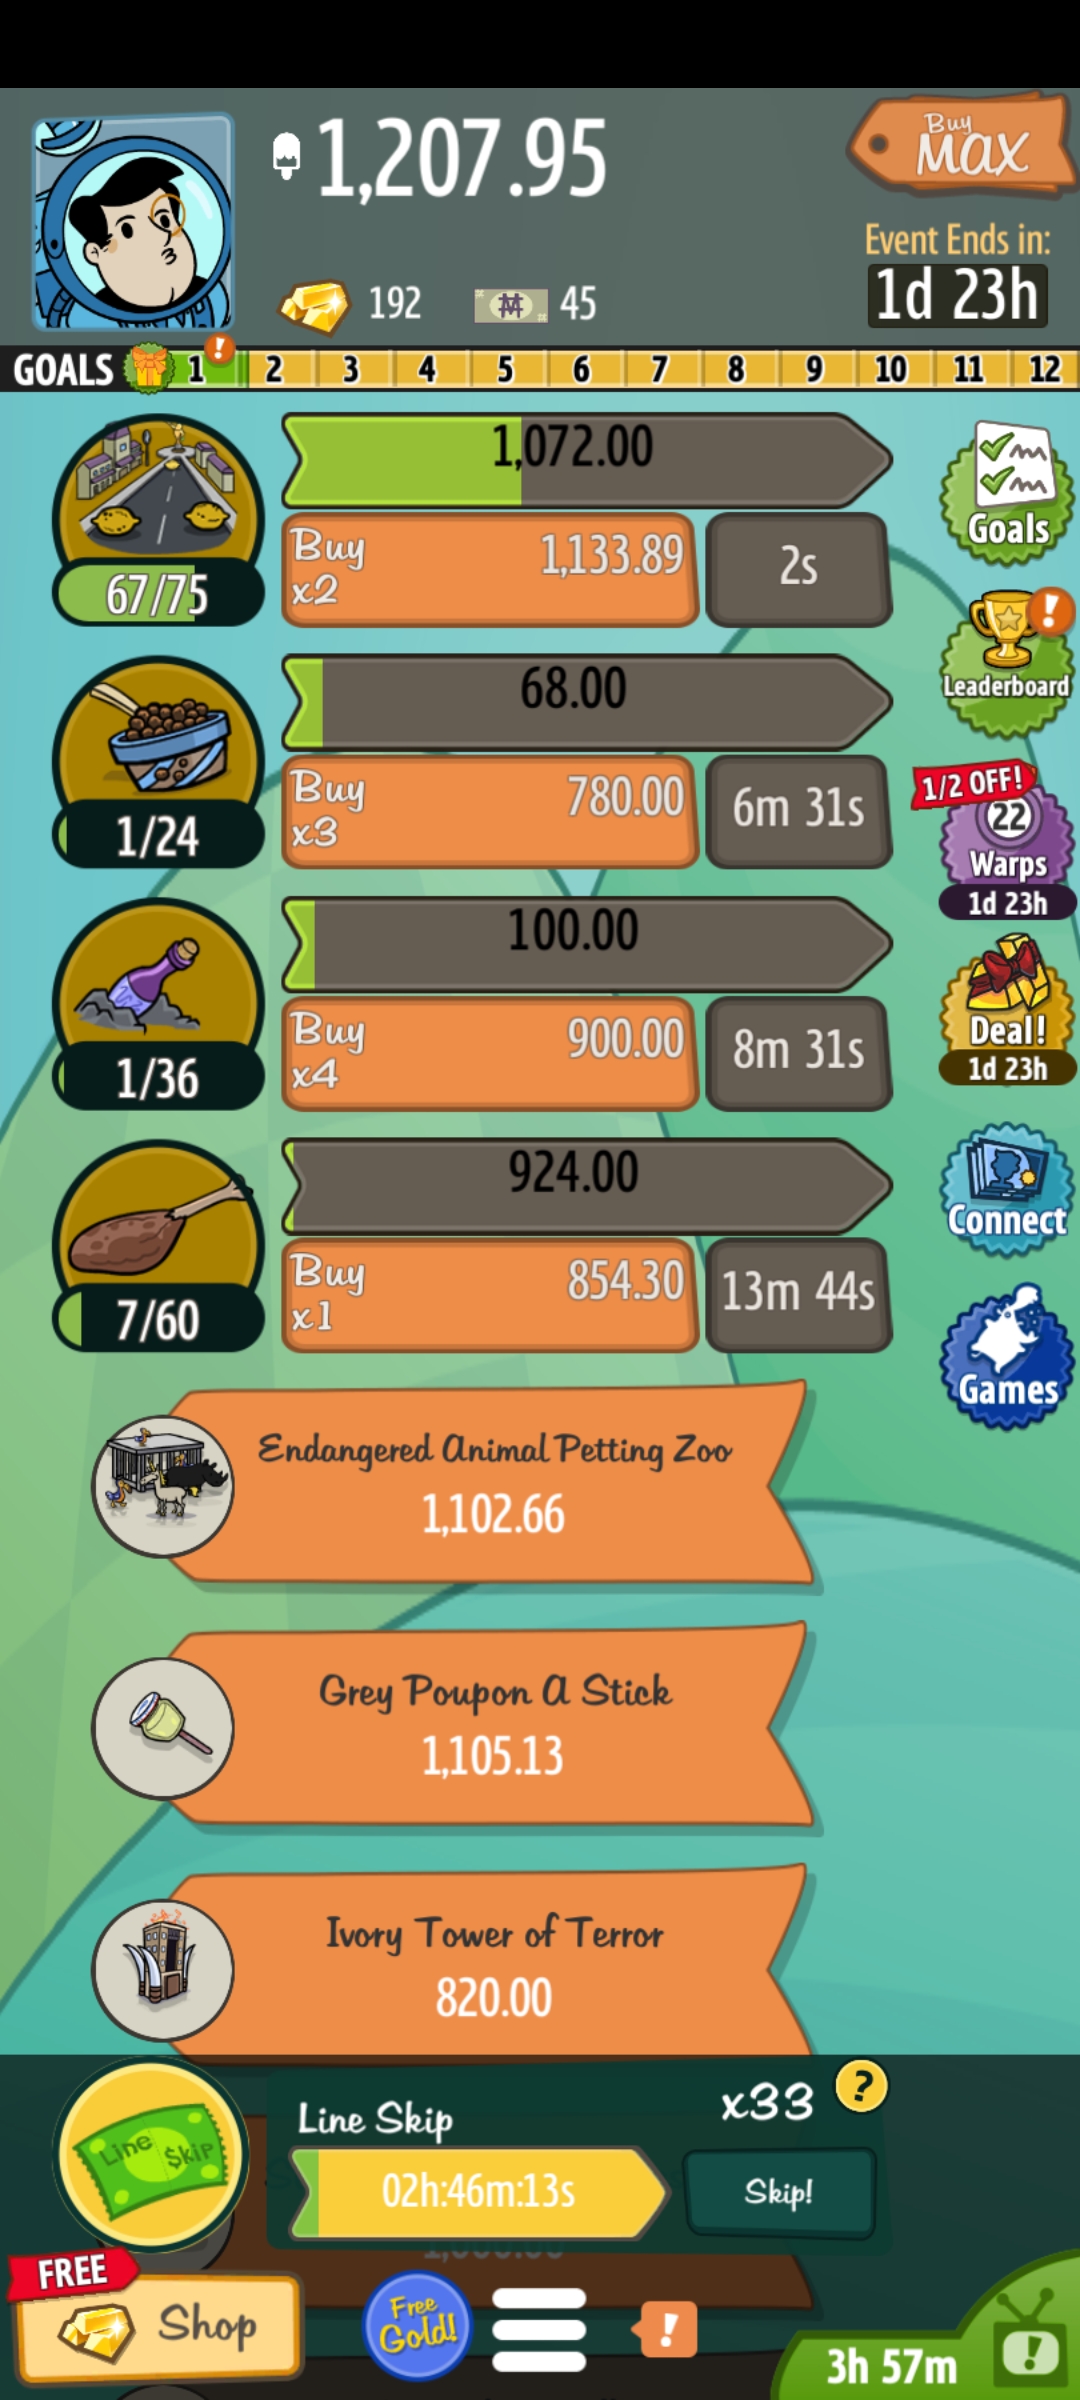 1,207.95
Buy
MAX
Event Ends in:
1d 23h
192
45
GOALS 1 ! 2 3 4 5 6 7 8 9 10 11 12
1,072.00
Buy
x2
1,133.89
2s
67/75
Goals
68.00
Buy
x3
780.00
6m 31s
1/24
!
Leaderboard
1/2 OFF!
22
Warps
1d 23h
100.00
Buy
x4
900.00
8m 31s
1/36
Deal!
1d 23h
924.00
Buy
x1
854.30
13m 44s
7/60
Connect
Games
Endangered Animal Petting Zoo
1,102.66
Grey Poupon A Stick
1,105.13
Ivory Tower of Terror
820.00
Line Skip
Line $kip
x33
?
02h:46m:13s
Skip!
FREE
Shop
Free
Gold!
!
3h 57m
!